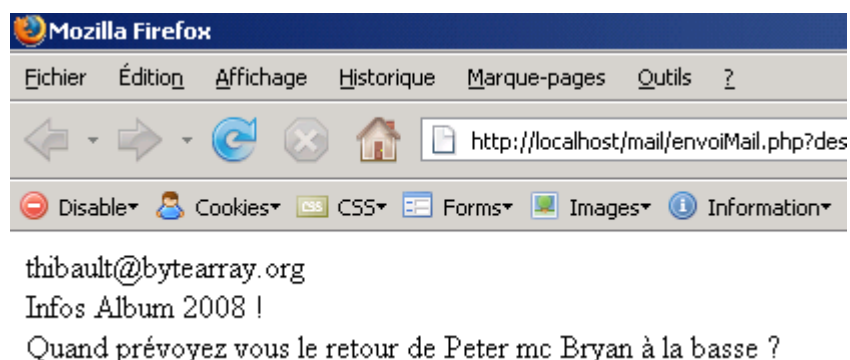 Mozilla Firefox
Fichier Édition Affichage Historique Marque-pages Outils ?
http://localhost/mail/envoiMail.php?des
Disable Cookies CSS CSS Forms Images Information
thibault@bytearray.org
Infos Album 2008 !
Quand prévoyez vous le retour de Peter mc Bryan à la basse ?